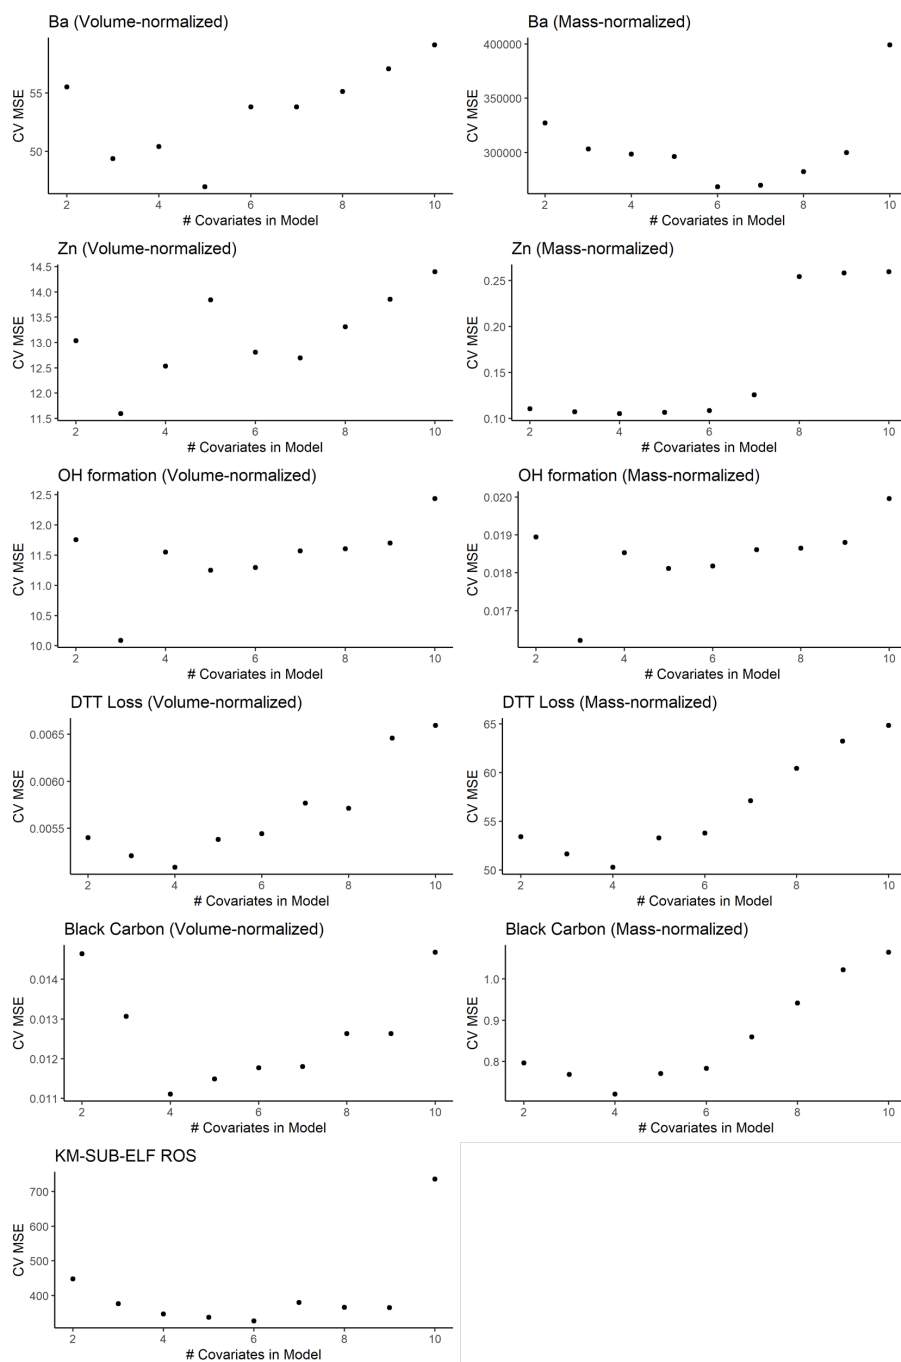 Ba (Volume-normalized)
CV MSE
55
50
2 4 6 8 10
# Covariates in Model
Ba (Mass-normalized)
CV MSE
400000
350000
300000
2 4 6 8 10
# Covariates in Model
Zn (Volume-normalized)
CV MSE
14.5
14.0
13.5
13.0
12.5
12.0
11.5
2 4 6 8 10
# Covariates in Model
Zn (Mass-normalized)
CV MSE
0.25
0.20
0.15
0.10
2 4 6 8 10
# Covariates in Model
OH formation (Volume-normalized)
CV MSE
12.5
12.0
11.5
11.0
10.5
10.0
2 4 6 8 10
# Covariates in Model
OH formation (Mass-normalized)
CV MSE
0.020
0.019
0.018
0.017
2 4 6 8 10
# Covariates in Model
DTT Loss (Volume-normalized)
CV MSE
0.0065
0.0060
0.0055
2 4 6 8 10
# Covariates in Model
DTT Loss (Mass-normalized)
CV MSE
65
60
55
50
2 4 6 8 10
# Covariates in Model
Black Carbon (Volume-normalized)
CV MSE
0.014
0.013
0.012
0.011
2 4 6 8 10
# Covariates in Model
Black Carbon (Mass-normalized)
CV MSE
1.0
0.9
0.8
2 4 6 8 10
# Covariates in Model
KM-SUB-ELF ROS
CV MSE
700
600
500
400
2 4 6 8 10
# Covariates in Model